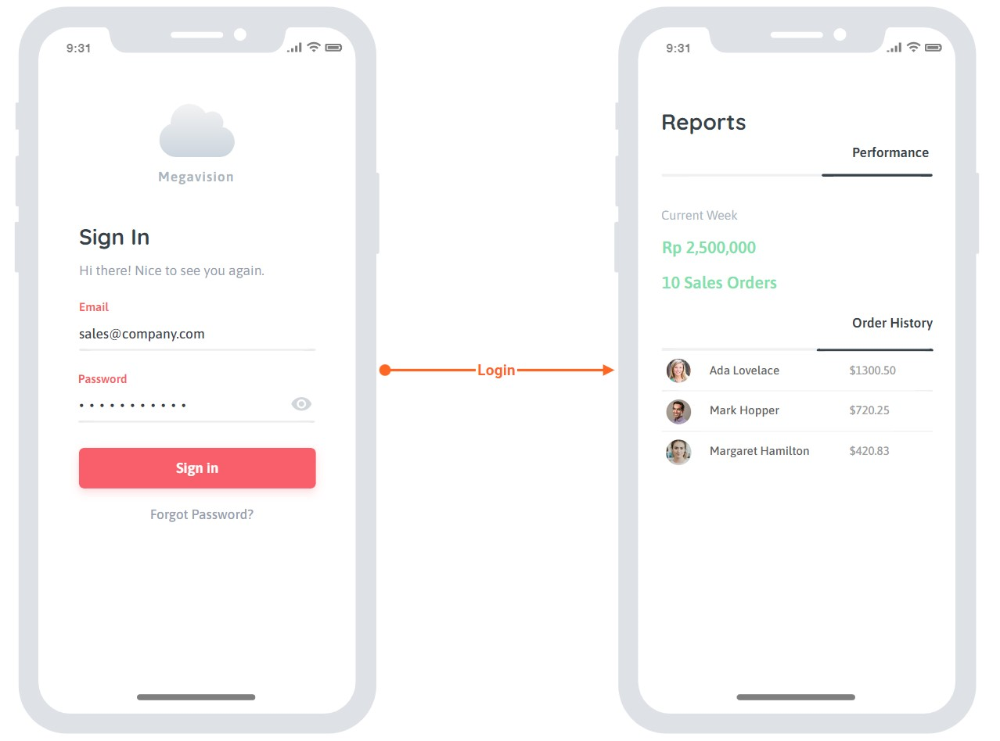 9:31
Megavision
Sign In
Hi there! Nice to see you again.
Email
sales@company.com
Password
Sign in
Forgot Password?
Login
9:31
Reports
Performance
Current Week
Rp 2,500,000
10 Sales Orders
Order History
Ada Lovelace $1300.50
Mark Hopper $720.25
Margaret Hamilton $420.83